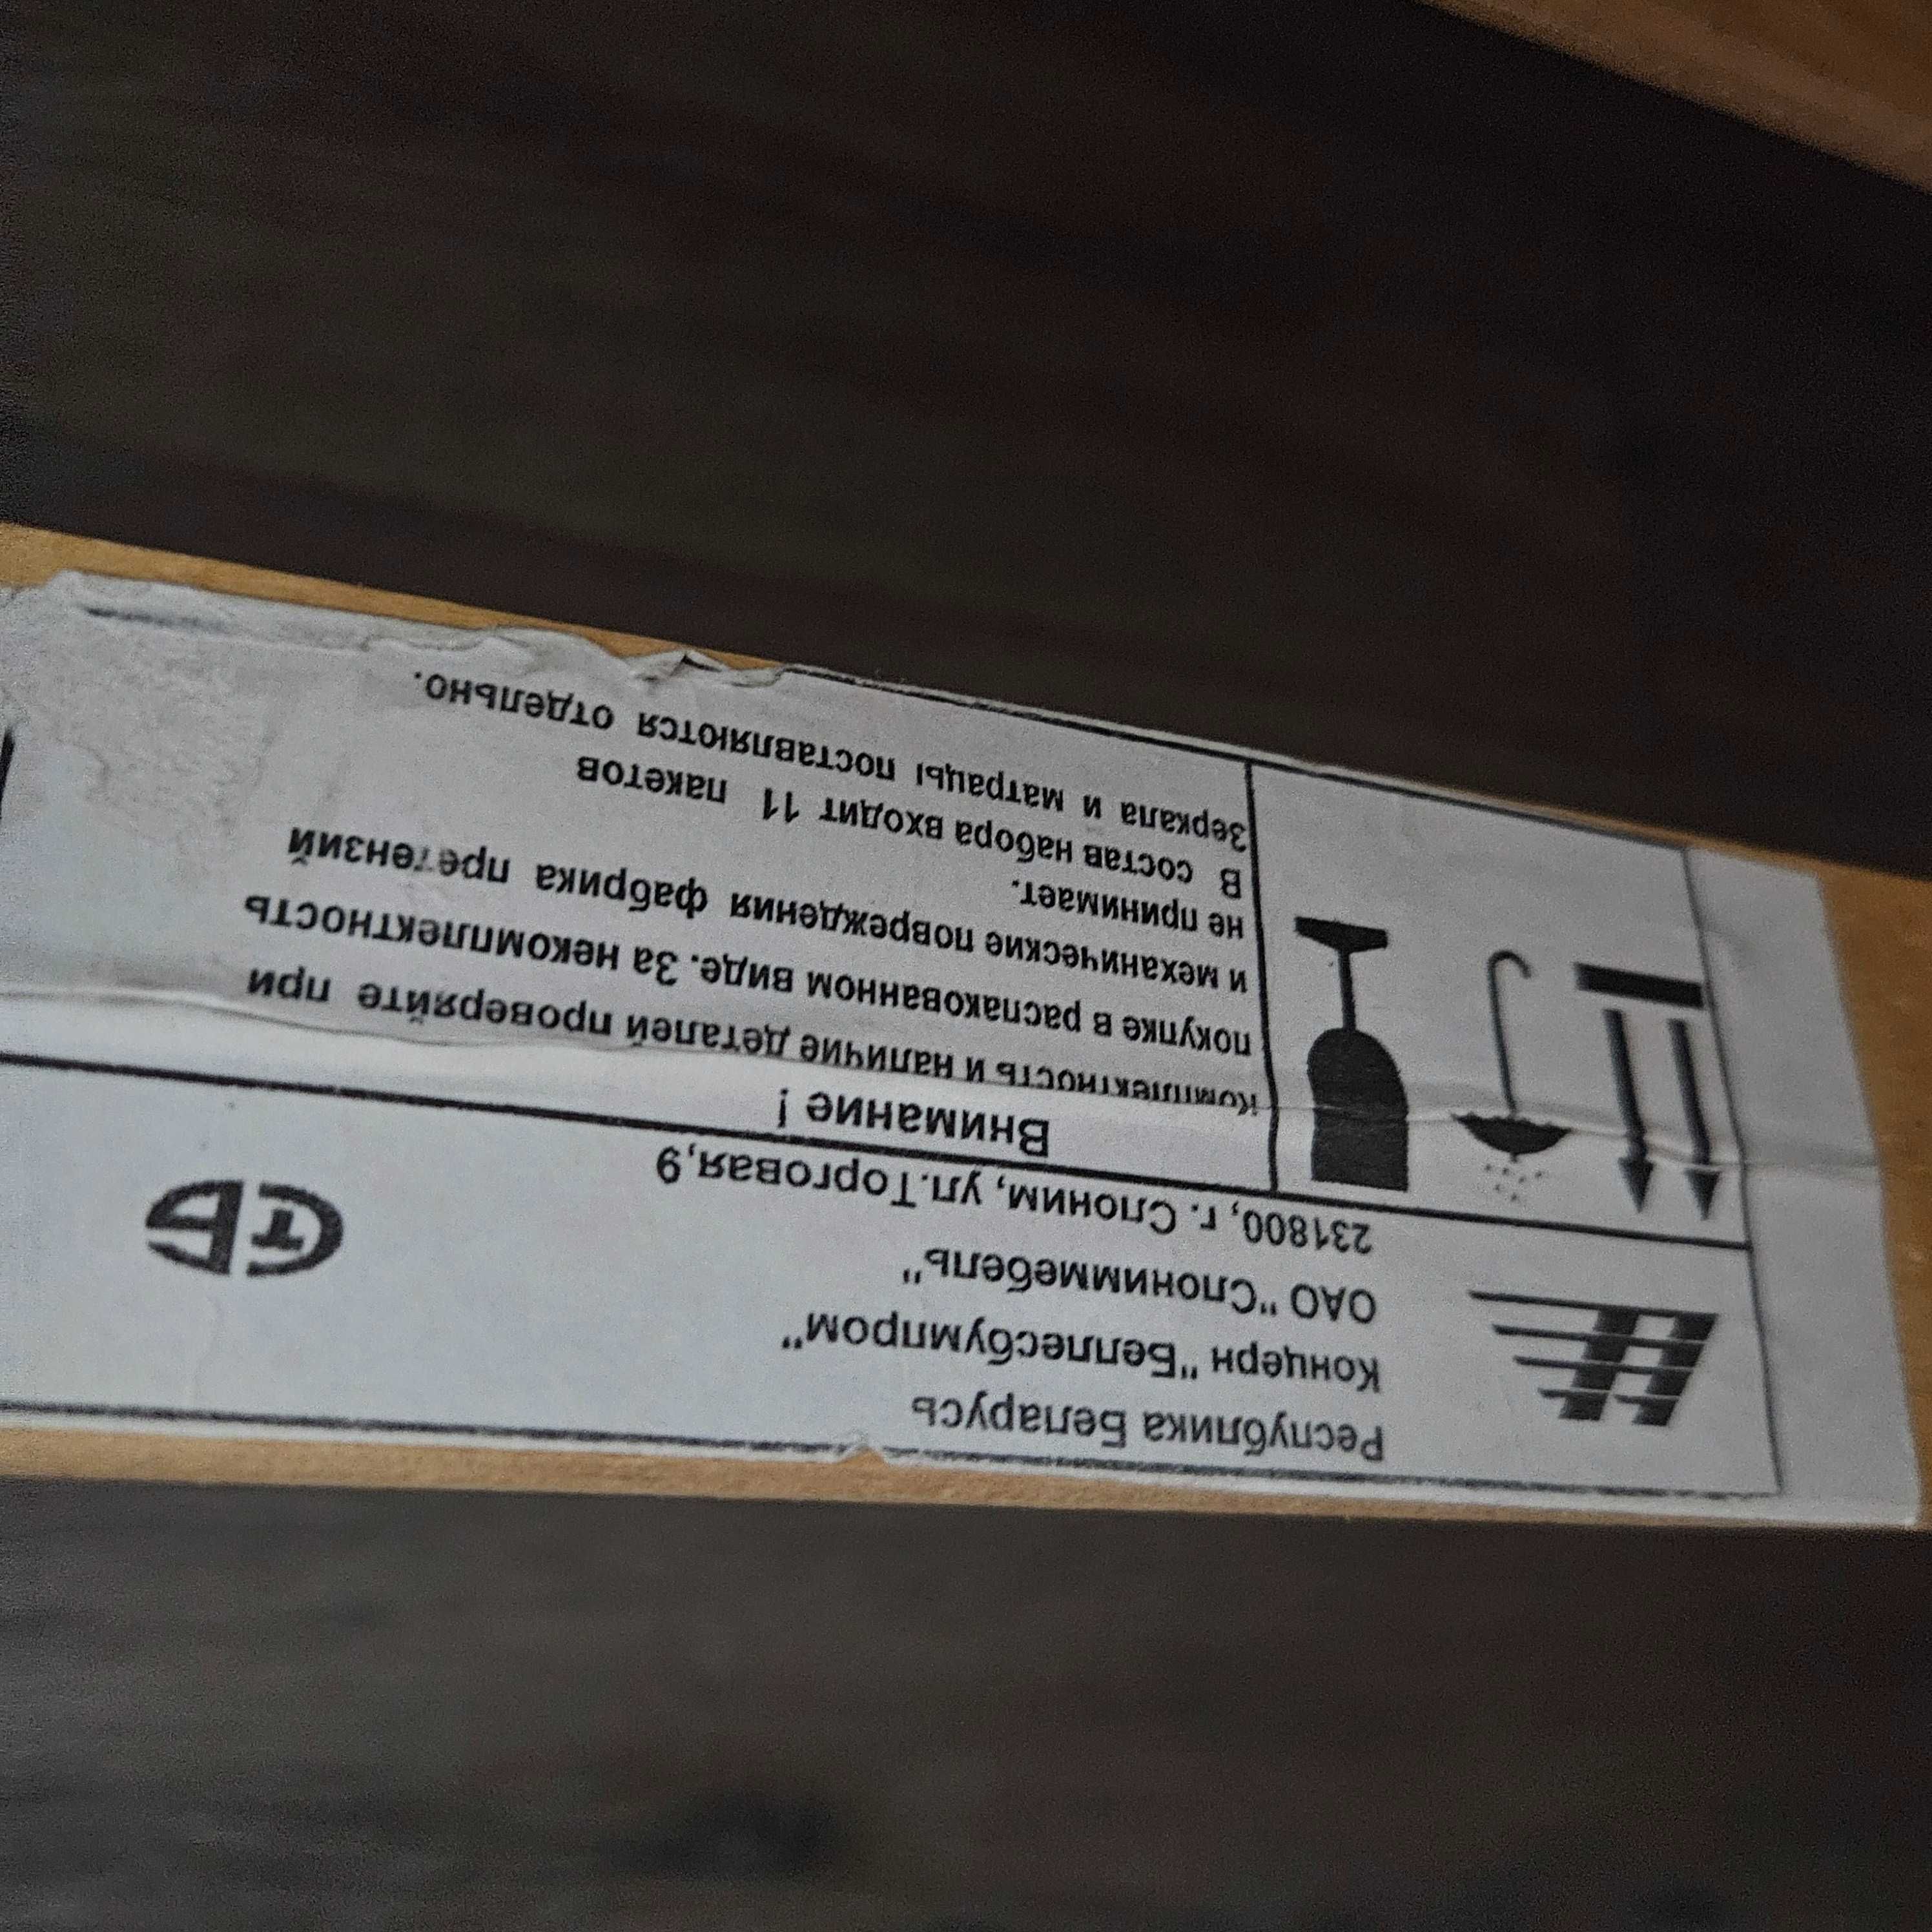 Республика Беларусь
Концерн "Беллесбумпром"
ОАО "Слониммебель"
231800, г. Слоним, ул.Торговая,9
СТБ
Внимание !
Комплектность и наличие деталей проверяйте при
покупке в распакованном виде. За некомплектность
и механические повреждения фабрика претензий
не принимает.
В состав набора входит 11 пакетов
Зеркала и матрацы поставляются отдельно.